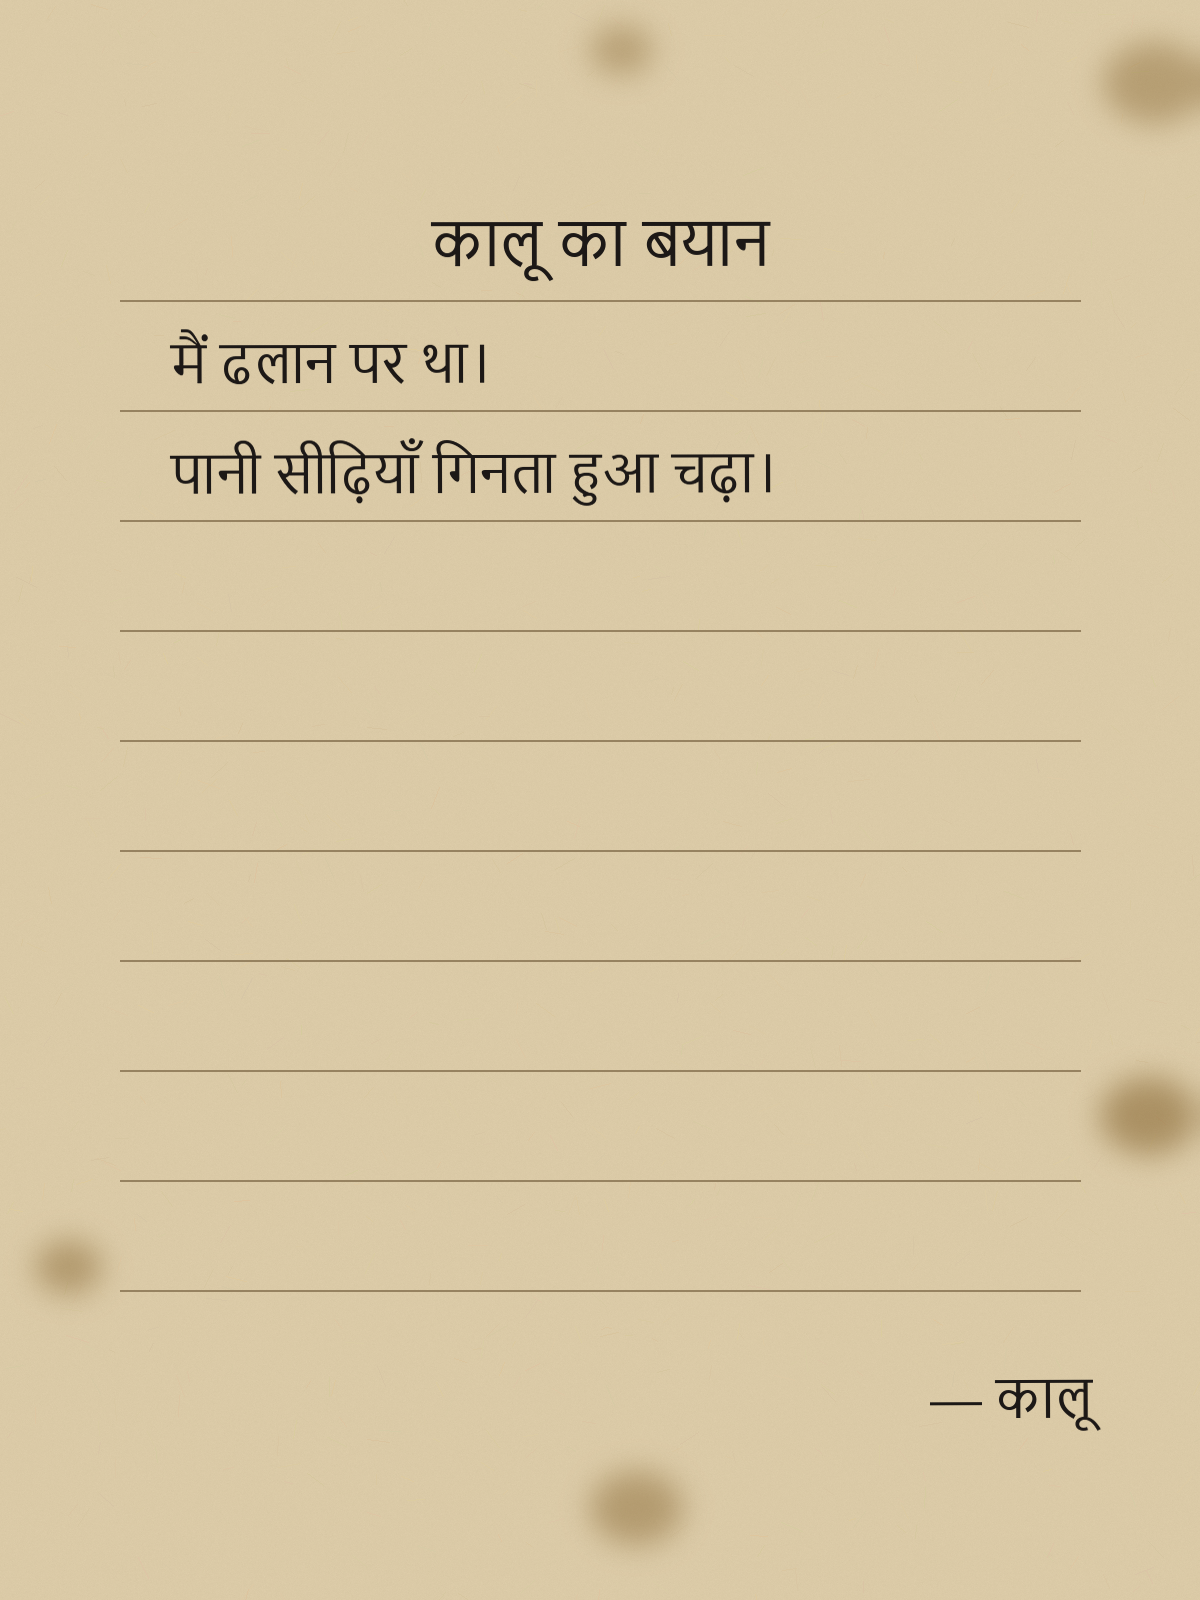 कालू का बयान
मैं ढलान पर था।
पानी सीढ़ियाँ गिनता हुआ चढ़ा।
— कालू